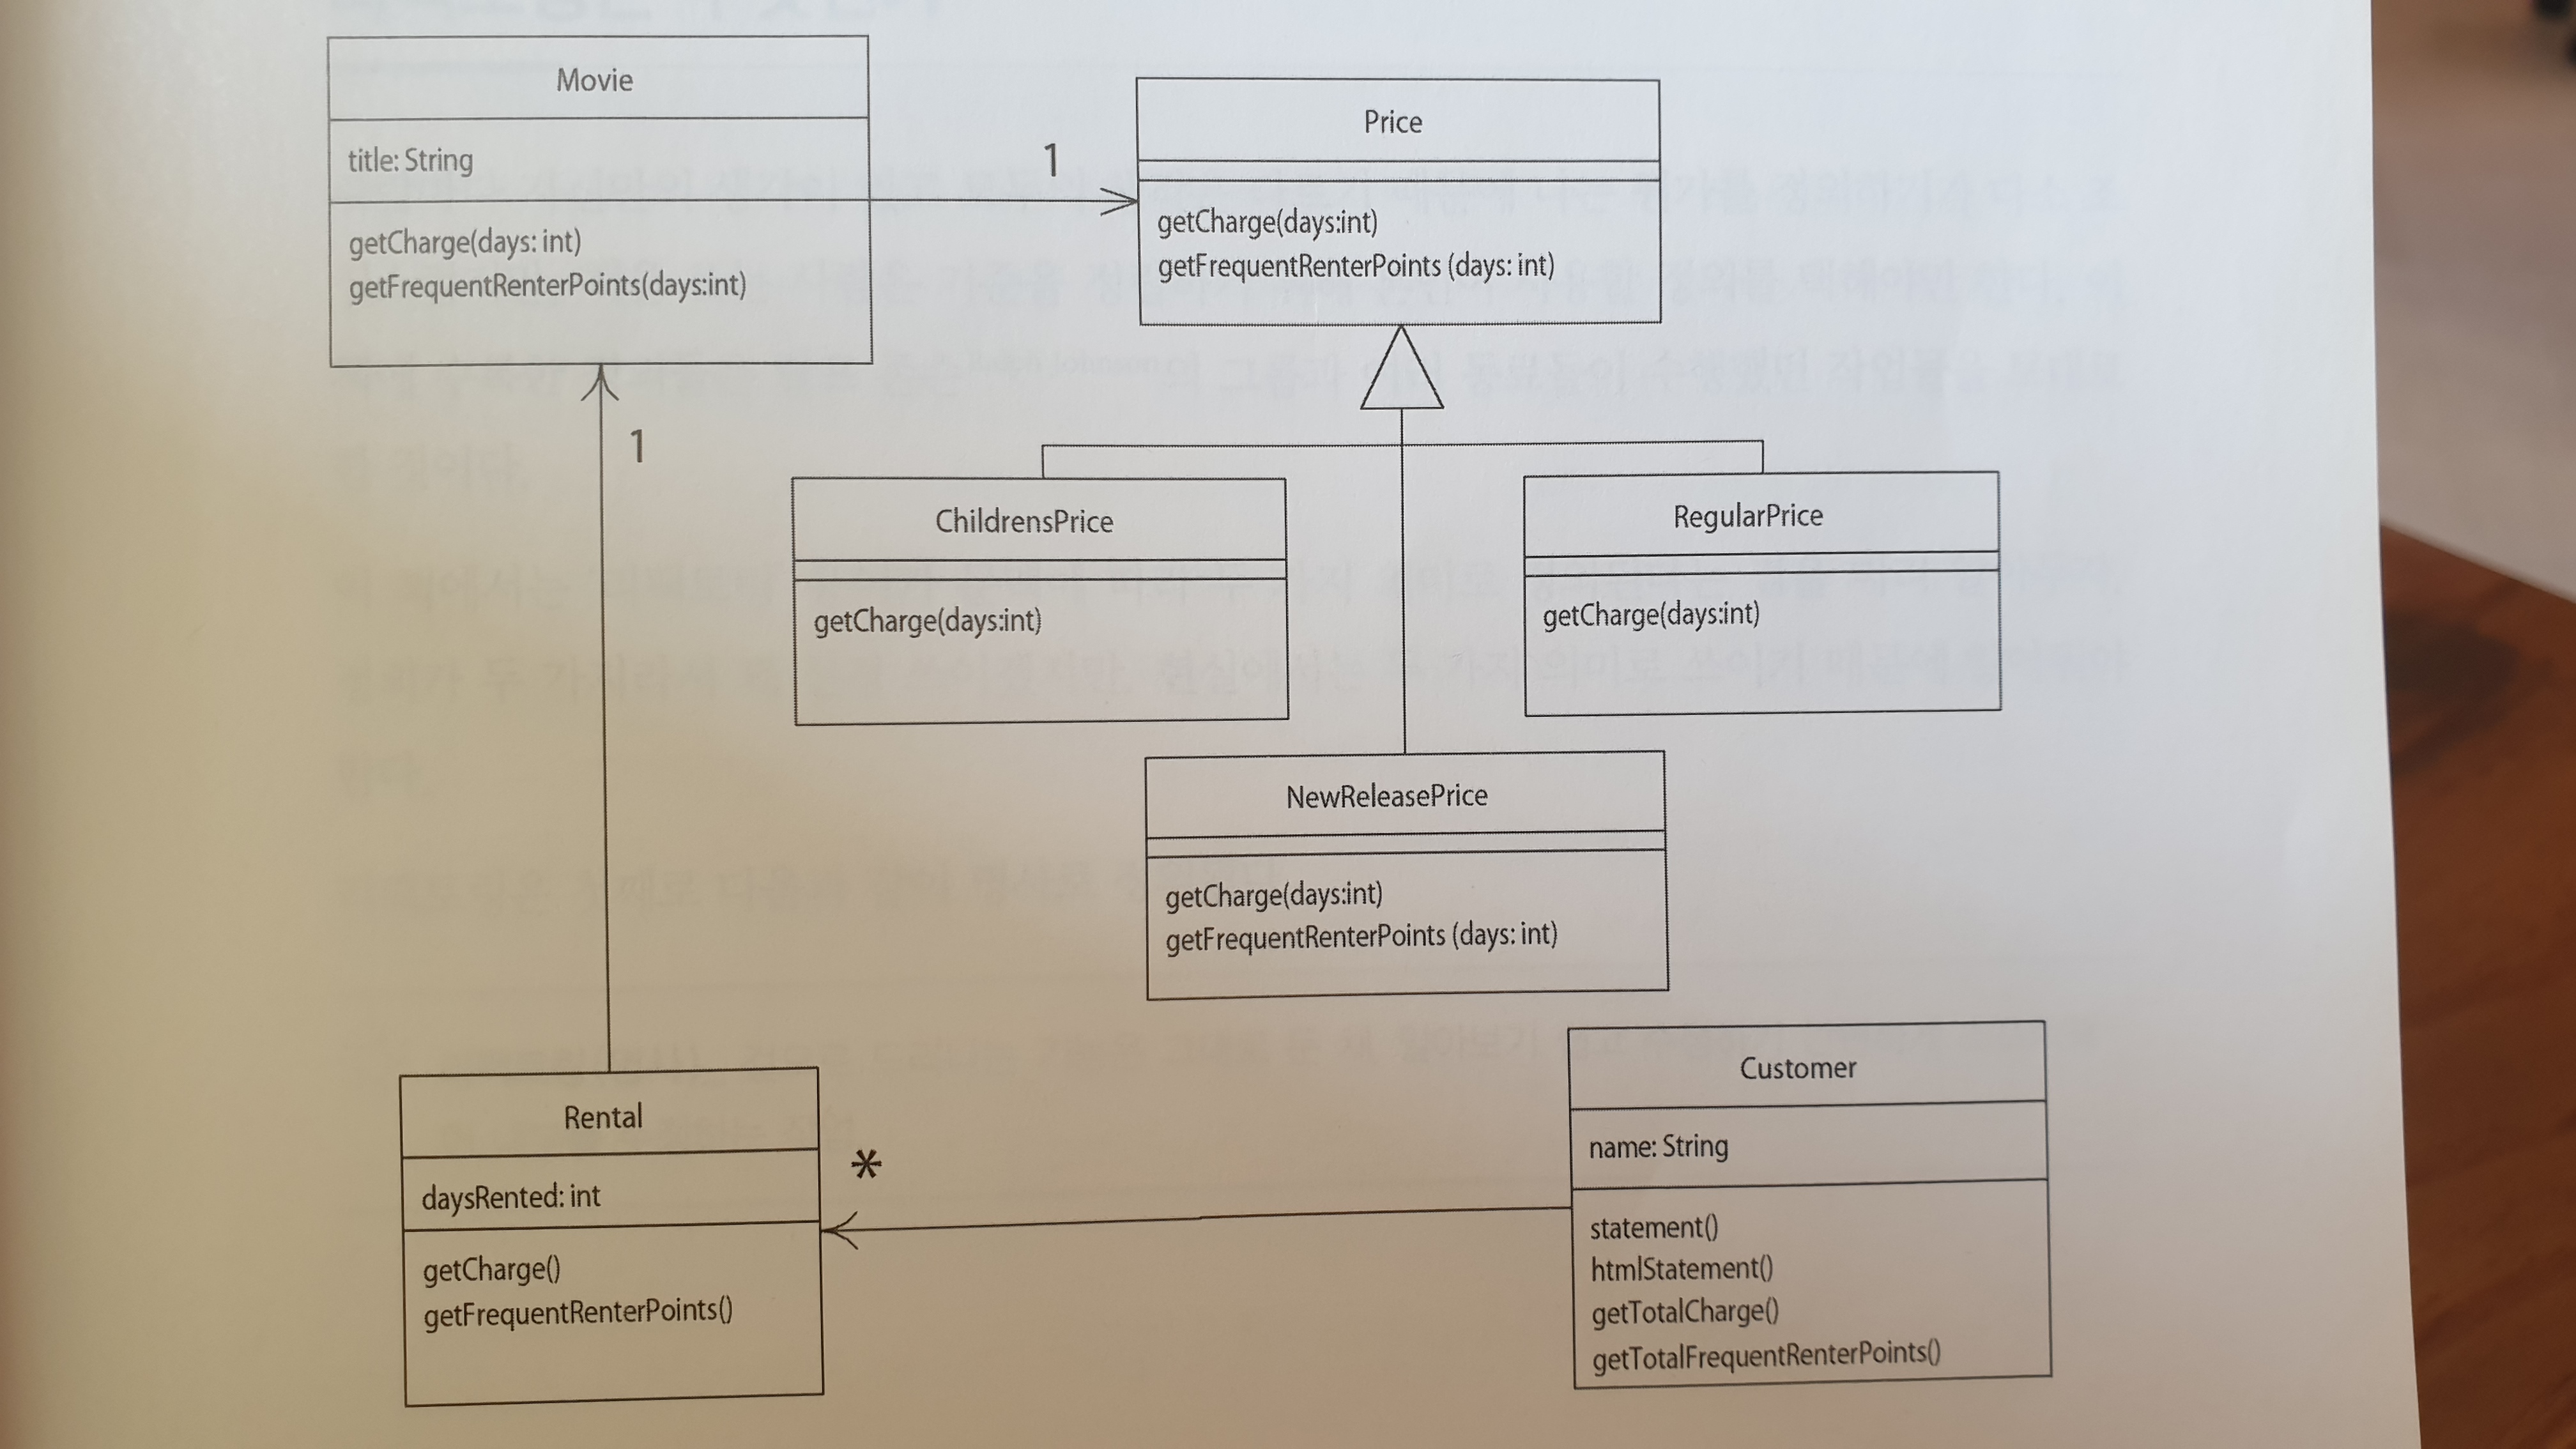 Movie
title: String
getCharge(days: int)
getFrequentRenterPoints(days:int)
1
Price
getCharge(days:int)
getFrequentRenterPoints (days: int)
1
ChildrensPrice
getCharge(days:int)
RegularPrice
getCharge(days:int)
NewReleasePrice
getCharge(days:int)
getFrequentRenterPoints (days: int)
Rental
daysRented: int
getCharge()
getFrequentRenterPoints()
*
Customer
name: String
statement()
htmlStatement()
getTotalCharge()
getTotalFrequentRenterPoints()